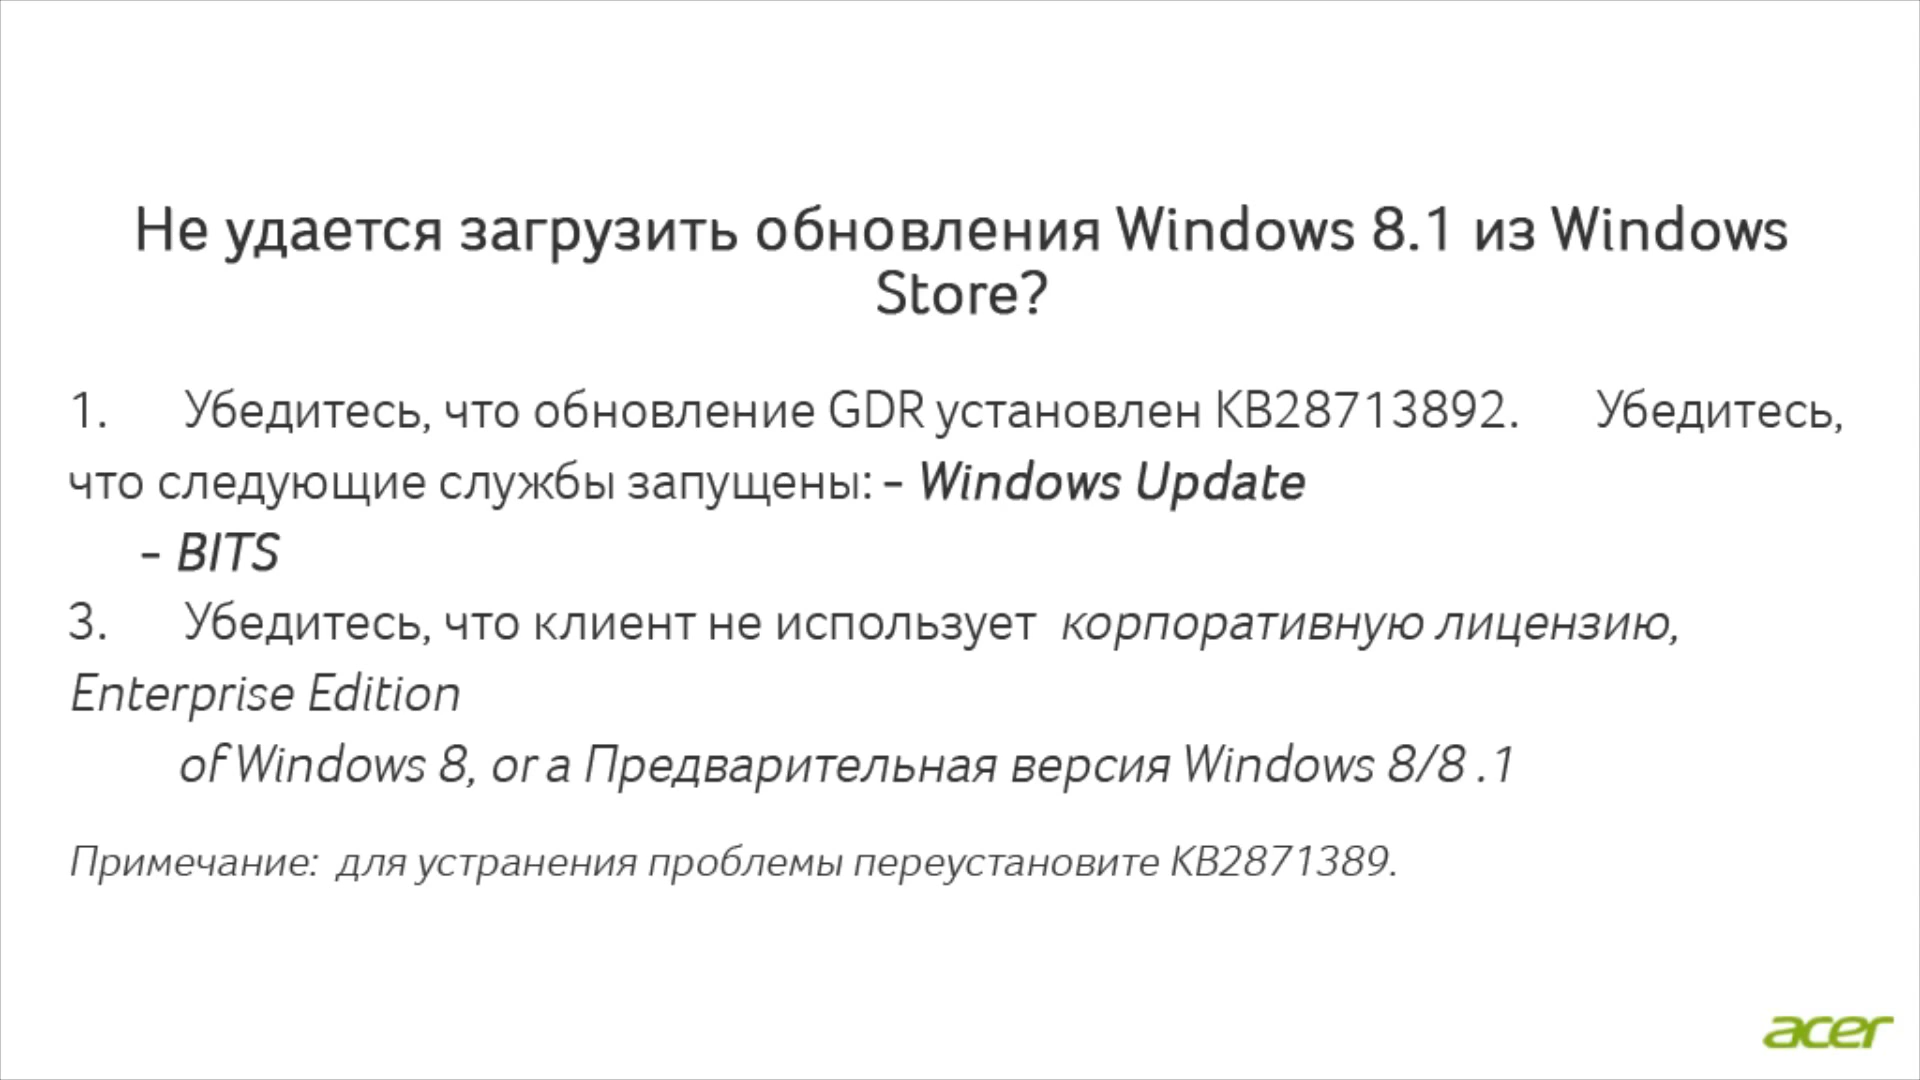 Не удается загрузить обновления Windows 8.1 из Windows
Store?
1. Убедитесь, что обновление GDR установлен KB28713892. Убедитесь,
что следующие службы запущены: – Windows Update
– BITS
3. Убедитесь, что клиент не использует корпоративную лицензию,
Enterprise Edition
of Windows 8, or a Предварительная версия Windows 8/8 .1
Примечание: для устранения проблемы переустановите KB2871389.
acer